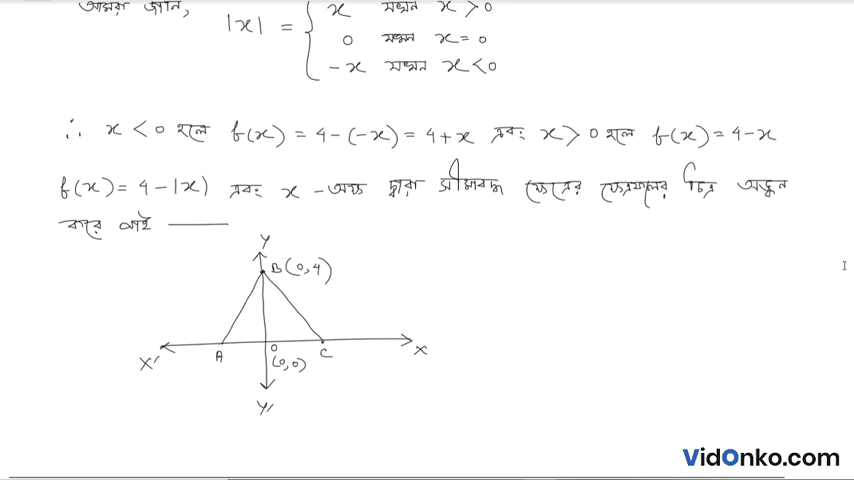 আমরা জানি,
|x| = { x যখন x > 0
0 যখন x = 0
-x যখন x < 0
∴ x < 0 হলে f(x) = 4-(-x) = 4+x এবং x > 0 হলে f(x) = 4-x
f(x) = 4-|x| এবং x-অক্ষ দ্বারা সীমাবদ্ধ ক্ষেত্রের ক্ষেত্রফলের চিত্র অঙ্কন
করে পাই —
Y
B(0,4)
X' A O C X
(0,0)
Y'
VidOnko.com